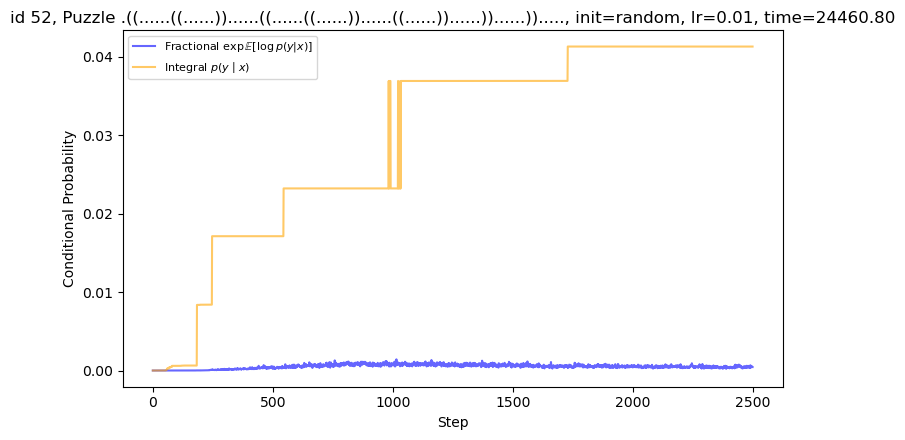 id 52, Puzzle .((......((......))......((......((......))......((......))......))......))....., init=random, lr=0.01, time=24460.80
Fractional exp𝔼[log p(y|x)]
Integral p(y | x)
Conditional Probability
0.04
0.03
0.02
0.01
0.00
0 500 1000 1500 2000 2500
Step